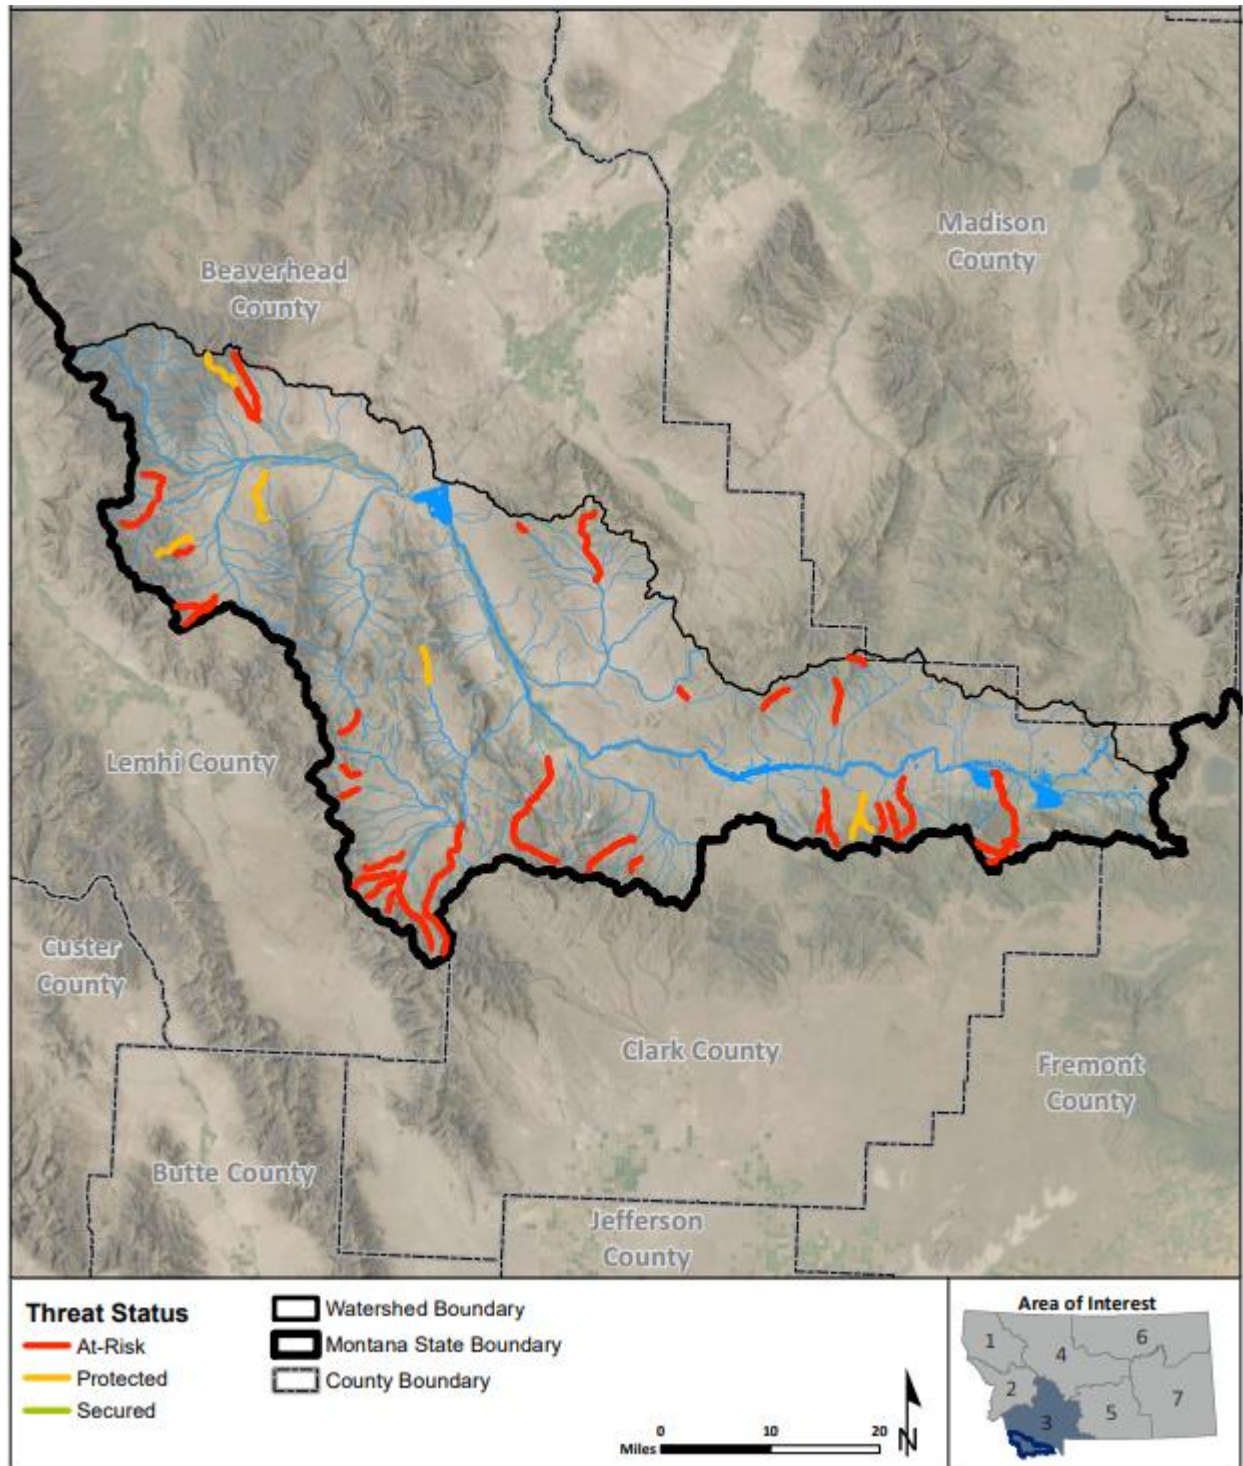 Madison
County
Beaverhead
County
Lemhi County
Custer
County
Clark County
Fremont
County
Butte County
Jefferson
County
Threat Status
At-Risk
Protected
Secured
Watershed Boundary
Montana State Boundary
County Boundary
0 10 20
Miles
N
Area of Interest
1
2
3
4
5
6
7